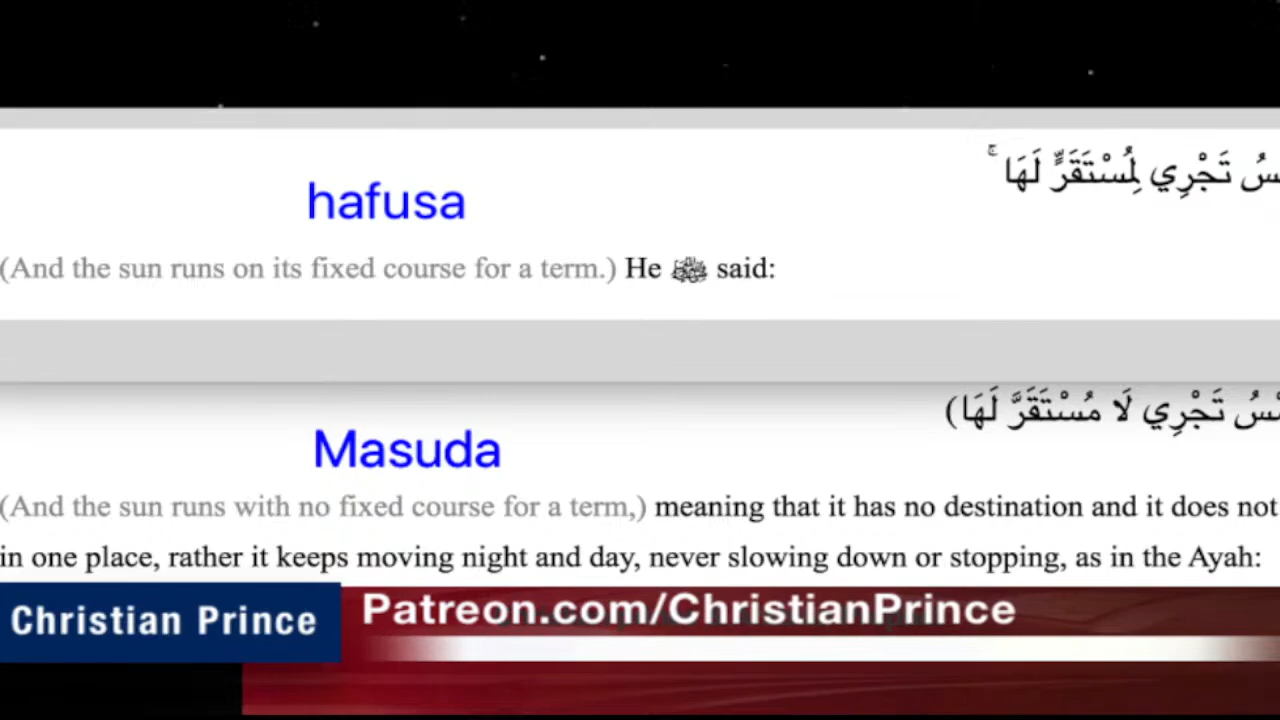 سُ تَجْرِي لِمُسْتَقَرٍّ لَهَا ۚ
hafusa
(And the sun runs on its fixed course for a term.) He ﷺ said:
سُ تَجْرِي لَا مُسْتَقَرَّ لَهَا)
Masuda
(And the sun runs with no fixed course for a term,) meaning that it has no destination and it does not
in one place, rather it keeps moving night and day, never slowing down or stopping, as in the Ayah:
Christian Prince
Patreon.com/ChristianPrince